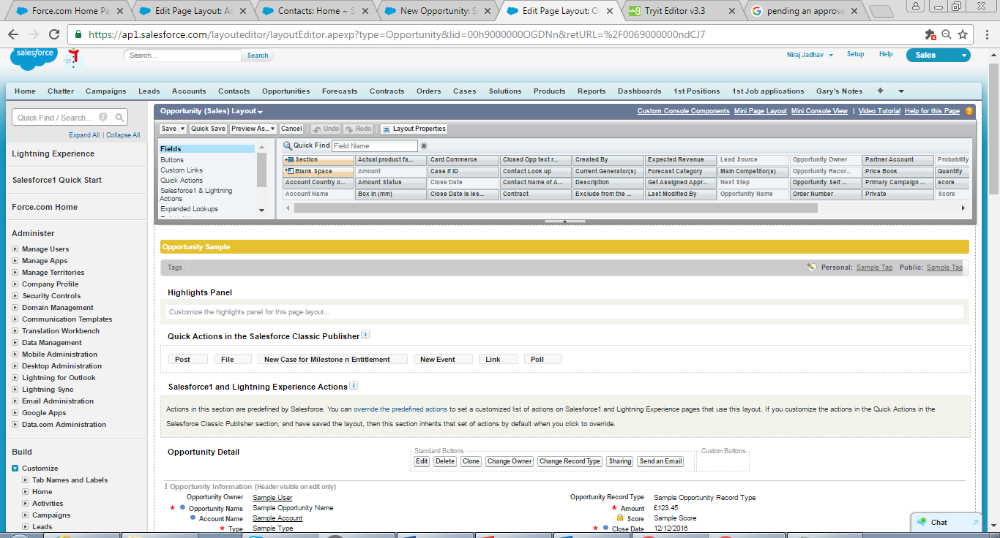 Force.com Home Pa
Edit Page Layout: Ac
Contacts: Home ~ S
New Opportunity: S
Edit Page Layout: Op
Tryit Editor v3.3
pending an approva
https://ap1.salesforce.com/layouteditor/layoutEditor.apexp?type=Opportunity&lid=00h9000000OGDNn&retURL=%2F0069000000ndCJ7
salesforce
'17
Search...
Search
Niraj Jadhav
Setup
Help
Sales
Home Chatter Campaigns Leads Accounts Contacts Opportunities Forecasts Contracts Orders Cases Solutions Products Reports Dashboards 1st Positions 1st Job applications Gary's Notes +
Quick Find / Search...
Expand All | Collapse All
Lightning Experience
Salesforce1 Quick Start
Force.com Home
Administer
Manage Users
Manage Apps
Manage Territories
Company Profile
Security Controls
Domain Management
Communication Templates
Translation Workbench
Data Management
Mobile Administration
Desktop Administration
Lightning for Outlook
Lightning Sync
Email Administration
Google Apps
Data.com Administration
Build
Customize
Tab Names and Labels
Home
Activities
Campaigns
Leads
Opportunity (Sales) Layout
Custom Console Components Mini Page Layout Mini Console View | Video Tutorial Help for this Page
Save Quick Save Preview As... Cancel Undo Redo Layout Properties
Fields
Buttons
Custom Links
Quick Actions
Salesforce1 & Lightning
Actions
Expanded Lookups
Quick Find Field Name
Section Actual product fa... Card Commerce Closed Opp text r... Created By Expected Revenue Lead Source Opportunity Owner Partner Account Probability
Blank Space Amount Case if ID Contact Look up Current Generator(s) Forecast Category Main Competitor(s) Opportunity Recor... Price Book Quantity
Account Country o... Amount Status Close Date Contact Name of A... Description Get Assigned Appr... Next Step Opportunity Self ... Primary Campaign ... score
Account Name Box in (mm) Close Date is les... Contract Exclude from the ... Last Modified By Opportunity Name Order Number Private Score
Opportunity Sample
Tags
Personal: Sample Tag Public: Sample Tag
Highlights Panel
Customize the highlights panel for this page layout...
Quick Actions in the Salesforce Classic Publisher i
Post File New Case for Milestone n Entitlement New Event Link Poll
Salesforce1 and Lightning Experience Actions i
Actions in this section are predefined by Salesforce. You can override the predefined actions to set a customized list of actions on Salesforce1 and Lightning Experience pages that use this layout. If you customize the actions in the Quick Actions in the
Salesforce Classic Publisher section, and have saved the layout, then this section inherits that set of actions by default when you click to override.
Opportunity Detail
Standard Buttons
Edit Delete Clone Change Owner Change Record Type Sharing Send an Email
Custom Buttons
Opportunity Information (Header visible on edit only)
Opportunity Owner Sample User
* Opportunity Name Sample Opportunity Name
Account Name Sample Account
* Type Sample Type
Opportunity Record Type Sample Opportunity Record Type
* Amount £123.45
Score Sample Score
* Close Date 12/12/2016
Chat